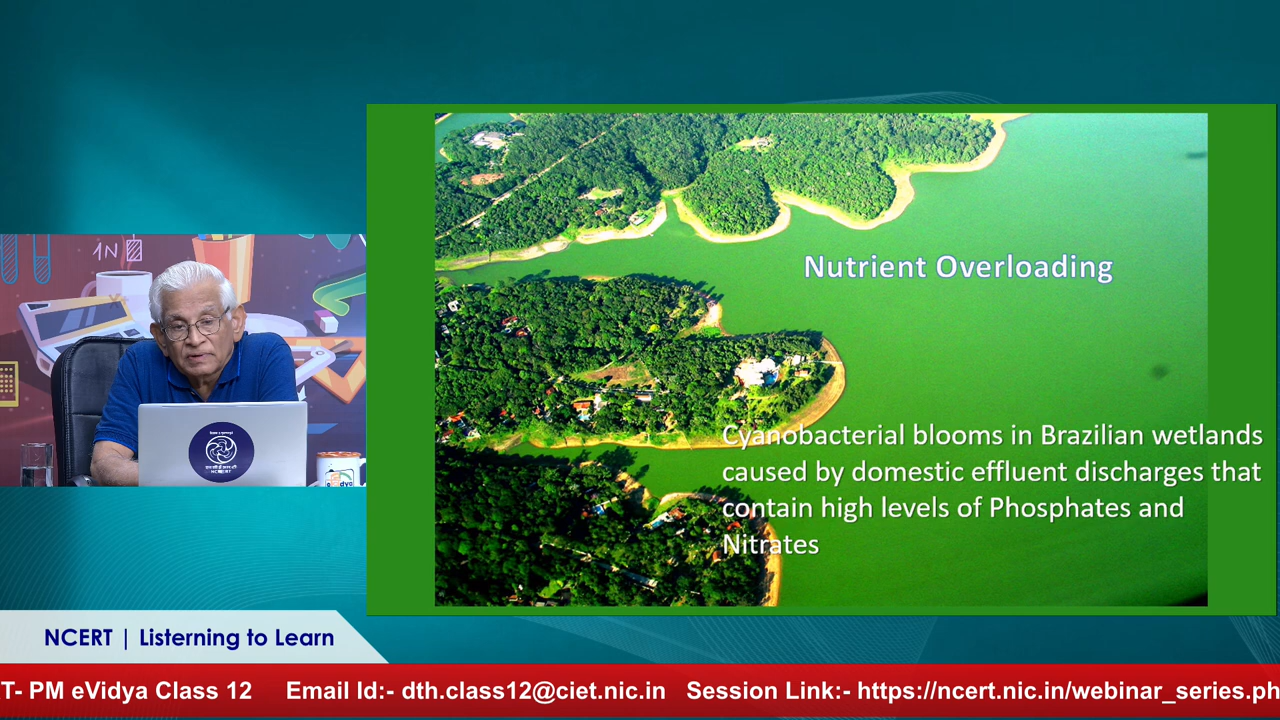 Nutrient Overloading
Cyanobacterial blooms in Brazilian wetlands
caused by domestic effluent discharges that
contain high levels of Phosphates and
Nitrates
IN
NCERT
NCERT | Listerning to Learn
T- PM eVidya Class 12 Email Id:- dth.class12@ciet.nic.in Session Link:- https://ncert.nic.in/webinar_series.ph